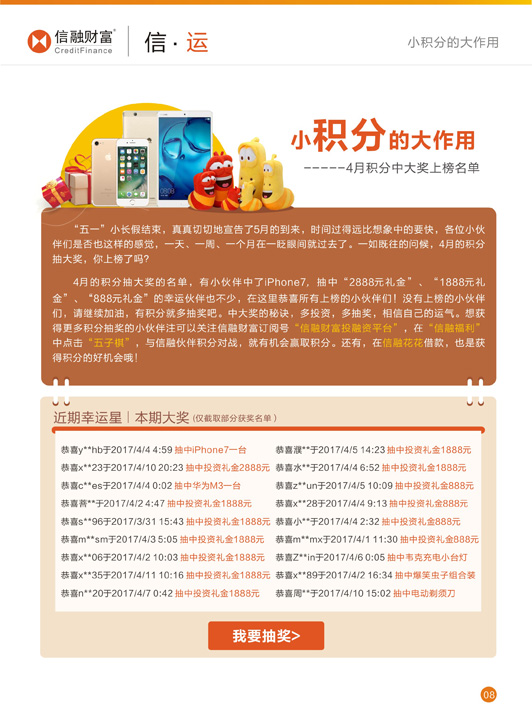 信融财富®
CreditFinance
信·运
小积分的大作用
小积分的大作用
-----4月积分中大奖上榜名单
“五一”小长假结束，真真切切地宣告了5月的到来，时间过得远比想象中的要快，各位小伙
伴们是否也这样的感觉，一天、一周、一个月在一眨眼间就过去了。一如既往的问候，4月的积分
抽大奖，你上榜了吗？
4月的积分抽大奖的名单，有小伙伴中了iPhone7，抽中“2888元礼金”、“1888元礼
金”、“888元礼金”的幸运伙伴也不少，在这里恭喜所有上榜的小伙伴们！没有上榜的小伙伴
们，请继续加油，有积分就多抽奖吧。中大奖的秘诀，多投资，多抽奖，相信自己的运气。想获
得更多积分抽奖的小伙伴注可以关注信融财富订阅号“信融财富投融资平台”，在“信融福利”
中点击“五子棋”，与信融伙伴积分对战，就有机会赢取积分。还有，在信融花花借款，也是获
得积分的好机会哦！
近期幸运星｜本期大奖（仅截取部分获奖名单）
恭喜y**hb于2017/4/4 4:59 抽中iPhone7一台
恭喜x**23于2017/4/10 20:23 抽中投资礼金2888元
恭喜c**es于2017/4/4 0:02 抽中华为M3一台
恭喜蓉**于2017/4/2 4:47 抽中投资礼金1888元
恭喜s**96于2017/3/31 15:43 抽中投资礼金1888元
恭喜m**sm于2017/4/3 5:05 抽中投资礼金1888元
恭喜x**06于2017/4/2 10:03 抽中投资礼金1888元
恭喜x**35于2017/4/11 10:16 抽中投资礼金1888元
恭喜n**20于2017/4/7 0:42 抽中投资礼金1888元
恭喜濮**于2017/4/5 14:23 抽中投资礼金1888元
恭喜水**于2017/4/4 6:52 抽中投资礼金1888元
恭喜z**un于2017/4/5 10:09 抽中投资礼金888元
恭喜x**28于2017/4/4 9:13 抽中投资礼金888元
恭喜小**于2017/4/4 2:32 抽中投资礼金888元
恭喜m**mx于2017/4/1 11:30 抽中投资礼金888元
恭喜Z**in于2017/4/6 0:05 抽中韦克充电小台灯
恭喜x**89于2017/4/2 16:34 抽中爆笑虫子组合装
恭喜周**于2017/4/10 15:02 抽中电动剃须刀
我要抽奖>
08